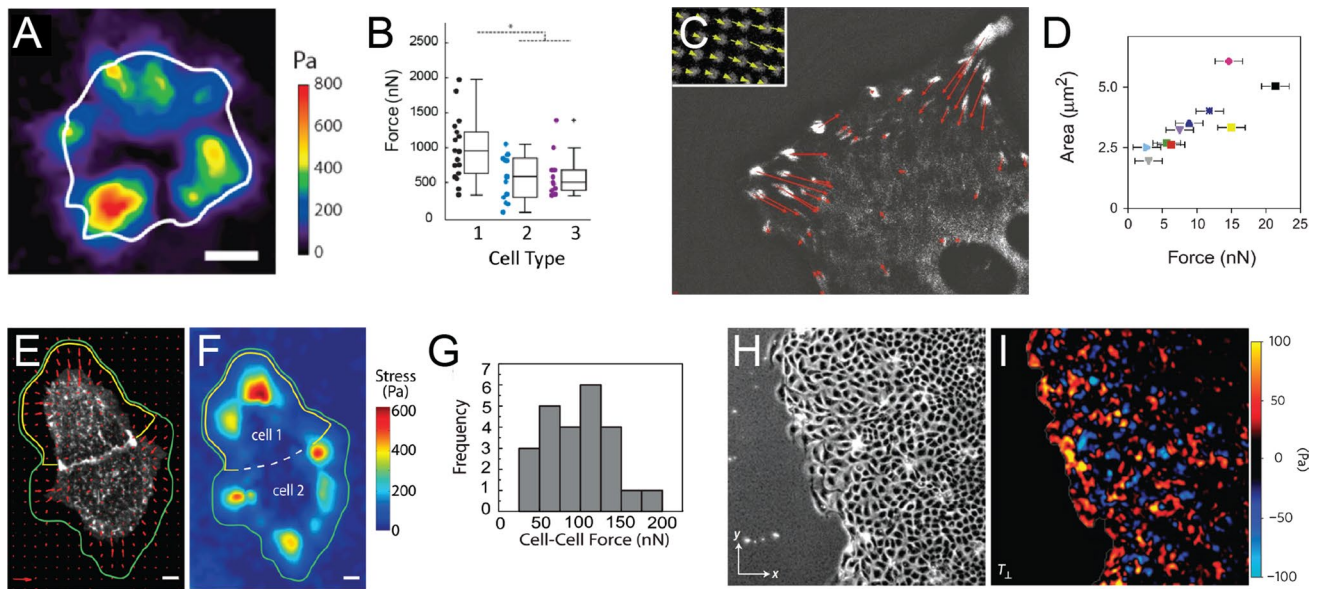 A
Pa
800
600
400
200
0
B
Force (nN)
2500
2000
1500
1000
500
0
*
1 2 3
Cell Type
C
D
Area (μm²)
5.0
2.5
0
0 5 10 15 20 25
Force (nN)
E
F
cell 1
cell 2
Stress
(Pa)
600
400
200
0
G
Frequency
7
6
5
4
3
2
1
0
50 100 150 200
Cell-Cell Force (nN)
H
y
x
I
T⊥
100
50
0
−50
−100
(Pa)